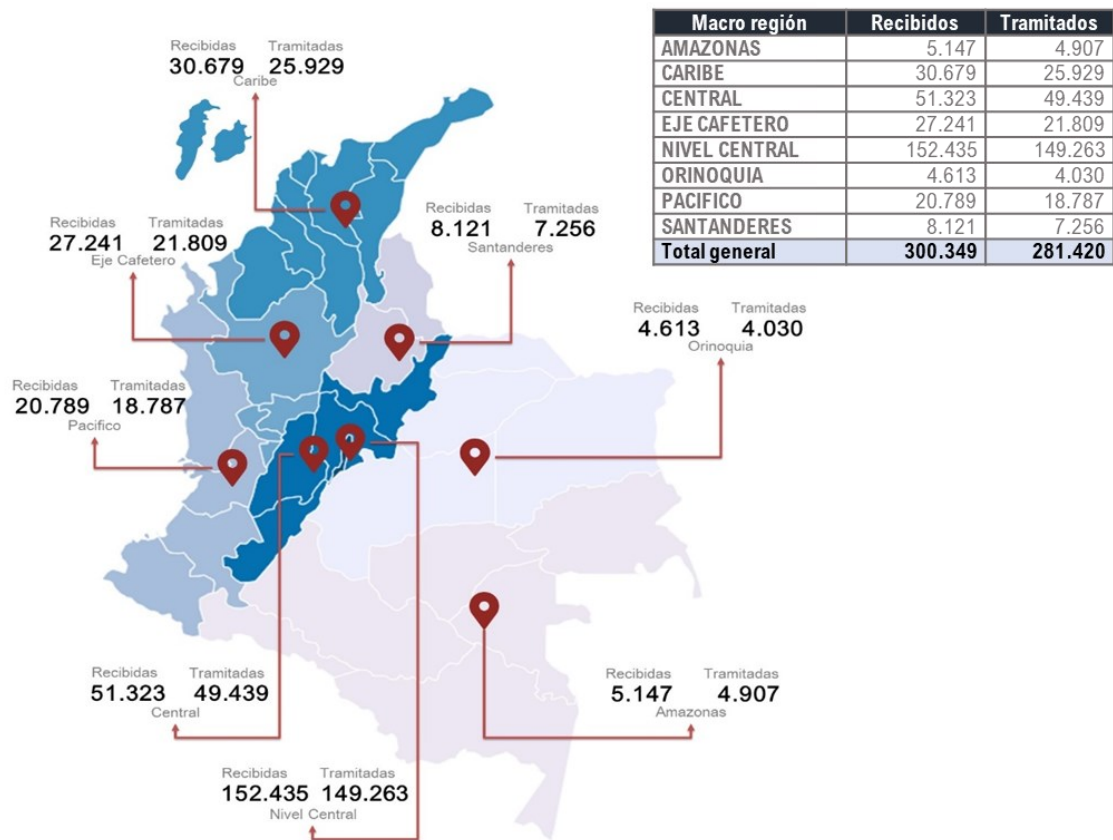 Macro región Recibidos Tramitados
AMAZONAS 5.147 4.907
CARIBE 30.679 25.929
CENTRAL 51.323 49.439
EJE CAFETERO 27.241 21.809
NIVEL CENTRAL 152.435 149.263
ORINOQUIA 4.613 4.030
PACIFICO 20.789 18.787
SANTANDERES 8.121 7.256
Total general 300.349 281.420
Recibidas Tramitadas
30.679 25.929
Caribe
Recibidas Tramitadas
8.121 7.256
Santanderes
Recibidas Tramitadas
27.241 21.809
Eje Cafetero
Recibidas Tramitadas
4.613 4.030
Orinoquia
Recibidas Tramitadas
20.789 18.787
Pacifico
Recibidas Tramitadas
51.323 49.439
Central
Recibidas Tramitadas
5.147 4.907
Amazonas
Recibidas Tramitadas
152.435 149.263
Nivel Central